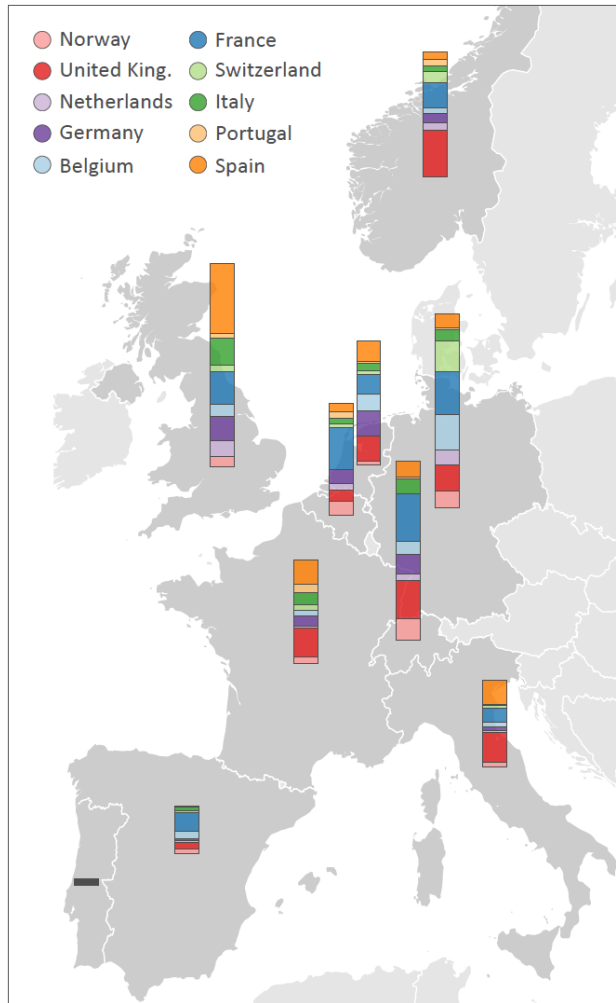 Norway
United King.
Netherlands
Germany
Belgium
France
Switzerland
Italy
Portugal
Spain